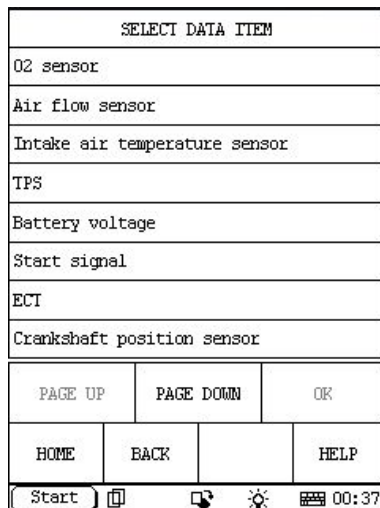 SELECT DATA ITEM
O2 sensor
Air flow sensor
Intake air temperature sensor
TPS
Battery voltage
Start signal
ECT
Crankshaft position sensor
PAGE UP PAGE DOWN OK
HOME BACK HELP
Start 00:37